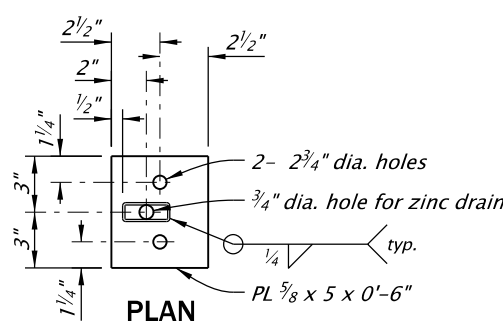 2½" 2½"
2"
½"
1¼"
2- 2¾" dia. holes
3"
¾" dia. hole for zinc drain
3"
¼ typ.
1¼"
PL ⅝ x 5 x 0'-6"
PLAN